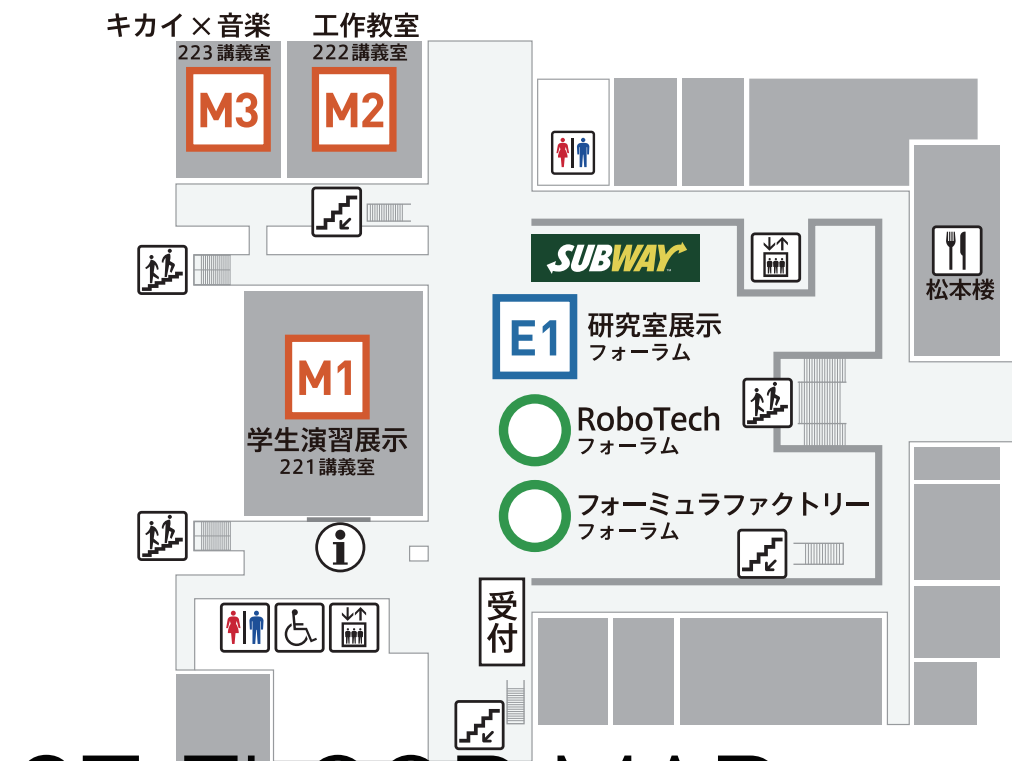 キカイ×音楽
223講義室
M3
工作教室
222講義室
M2
SUBWAY
松本楼
E1
研究室展示
フォーラム
M1
学生演習展示
221講義室
RoboTech
フォーラム
フォーミュラファクトリー
フォーラム
i
受付
FLOOR MAP